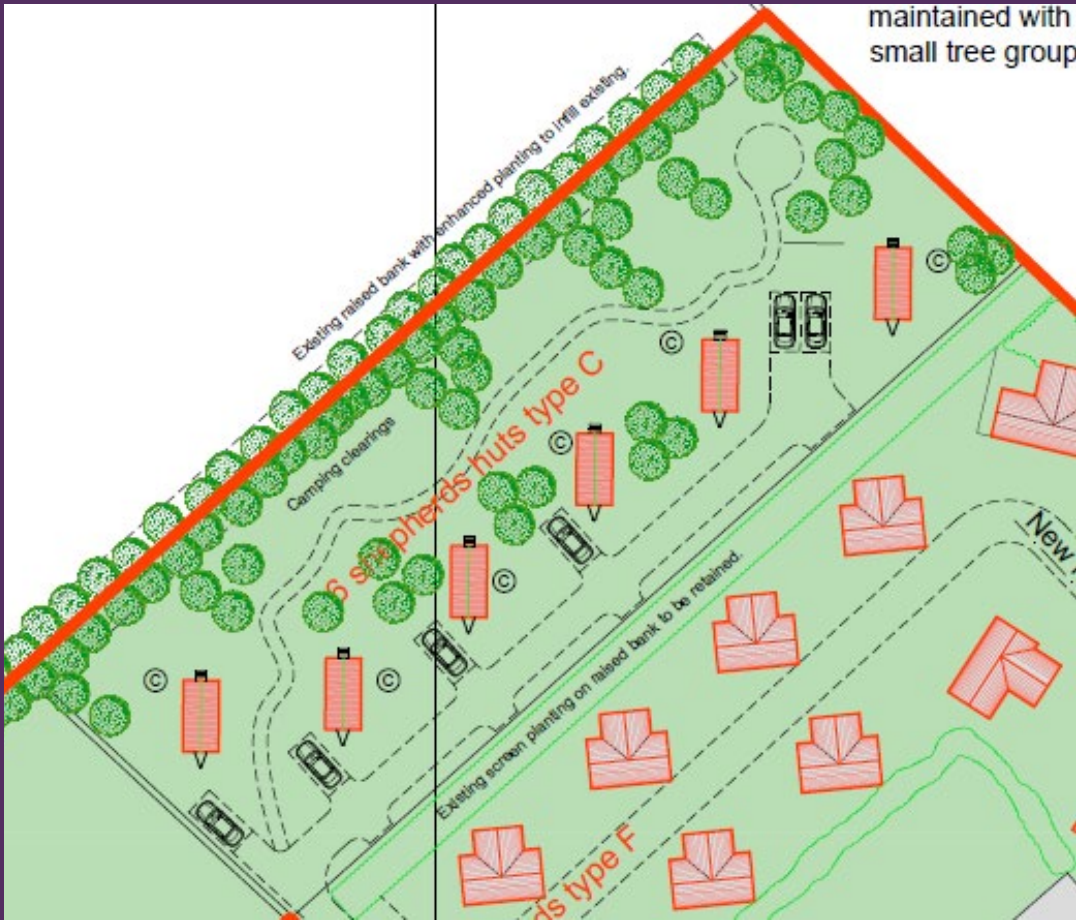 maintained with
small tree group
Existing raised bank with enhanced planting to infill existing.
Camping clearings
6 shepherds huts type C
©
©
©
©
©
©
Existing screen planting on raised bank to be retained.
New
ds type F